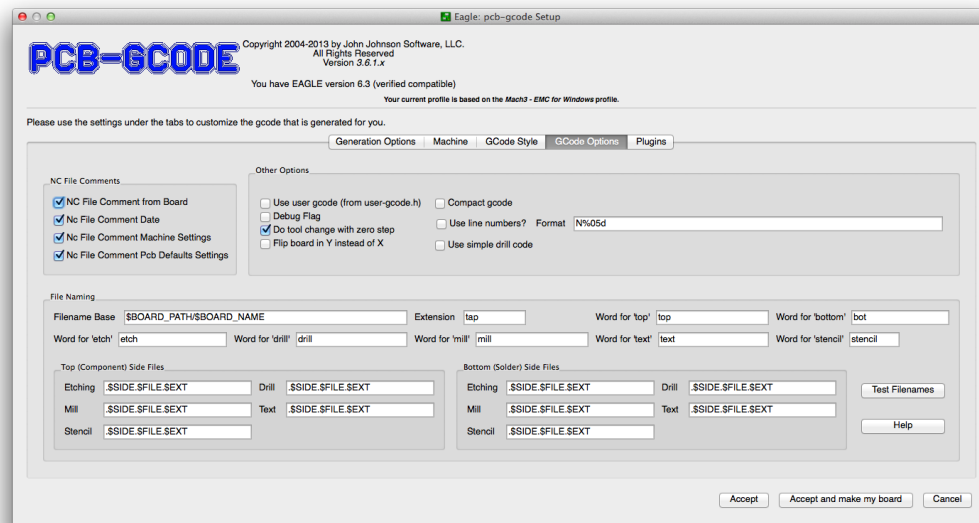 Eagle: pcb-gcode Setup
PCB-GCODE
Copyright 2004-2013 by John Johnson Software, LLC.
All Rights Reserved
Version 3.6.1.x
You have EAGLE version 6.3 (verified compatible)
Your current profile is based on the Mach3 - EMC for Windows profile.
Please use the settings under the tabs to customize the gcode that is generated for you.
Generation Options Machine GCode Style GCode Options Plugins
NC File Comments
NC File Comment from Board
Nc File Comment Date
Nc File Comment Machine Settings
Nc File Comment Pcb Defaults Settings
Other Options
Use user gcode (from user-gcode.h)
Debug Flag
Do tool change with zero step
Flip board in Y instead of X
Compact gcode
Use line numbers? Format N%05d
Use simple drill code
File Naming
Filename Base $BOARD_PATH/$BOARD_NAME Extension tap Word for 'top' top Word for 'bottom' bot
Word for 'etch' etch Word for 'drill' drill Word for 'mill' mill Word for 'text' text Word for 'stencil' stencil
Top (Component) Side Files
Etching .$SIDE.$FILE.$EXT Drill .$SIDE.$FILE.$EXT
Mill .$SIDE.$FILE.$EXT Text .$SIDE.$FILE.$EXT
Stencil .$SIDE.$FILE.$EXT
Bottom (Solder) Side Files
Etching .$SIDE.$FILE.$EXT Drill .$SIDE.$FILE.$EXT
Mill .$SIDE.$FILE.$EXT Text .$SIDE.$FILE.$EXT
Stencil .$SIDE.$FILE.$EXT
Test Filenames
Help
Accept Accept and make my board Cancel